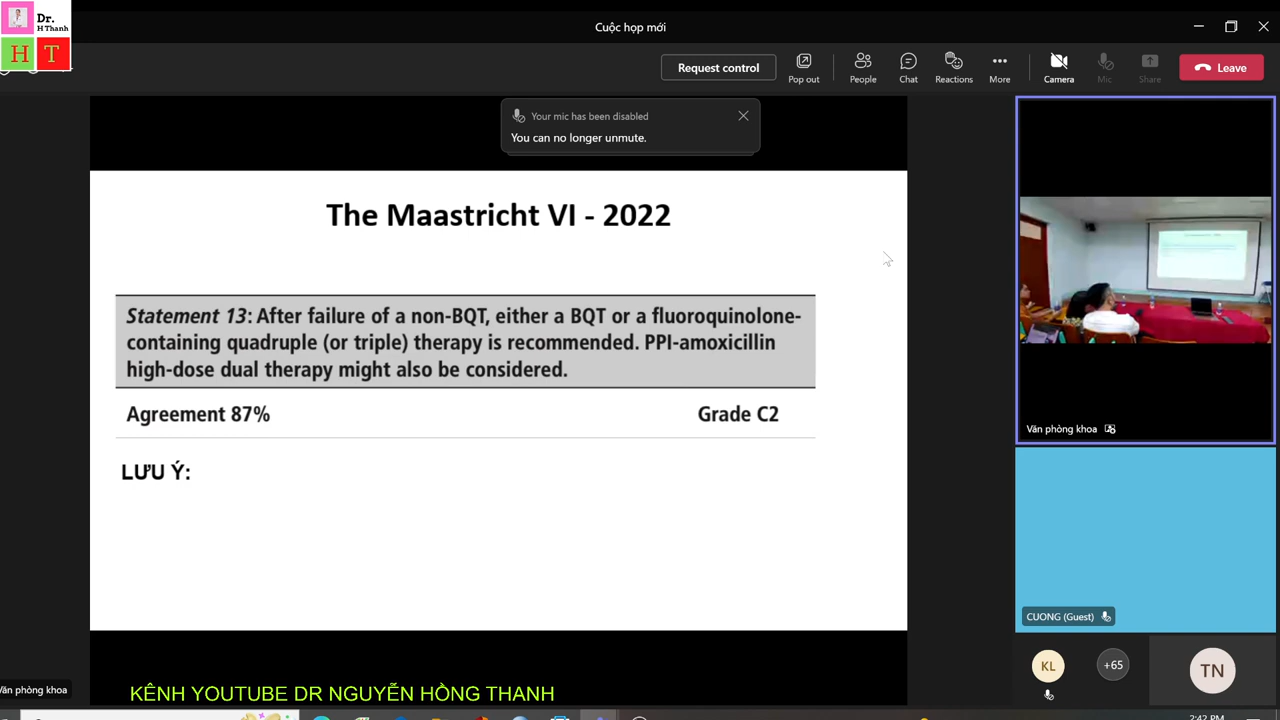 Dr.
H Thanh
H T
Cuộc họp mới
Request control
Pop out
People
Chat
Reactions
More
Camera
Mic
Share
Leave
Your mic has been disabled
You can no longer unmute.
The Maastricht VI - 2022
Statement 13: After failure of a non-BQT, either a BQT or a fluoroquinolone-
containing quadruple (or triple) therapy is recommended. PPI-amoxicillin
high-dose dual therapy might also be considered.
Agreement 87%
Grade C2
LƯU Ý:
Văn phòng khoa
CUONG (Guest)
KL
+65
TN
Văn phòng khoa
KÊNH YOUTUBE DR NGUYỄN HỒNG THANH
2:42 PM